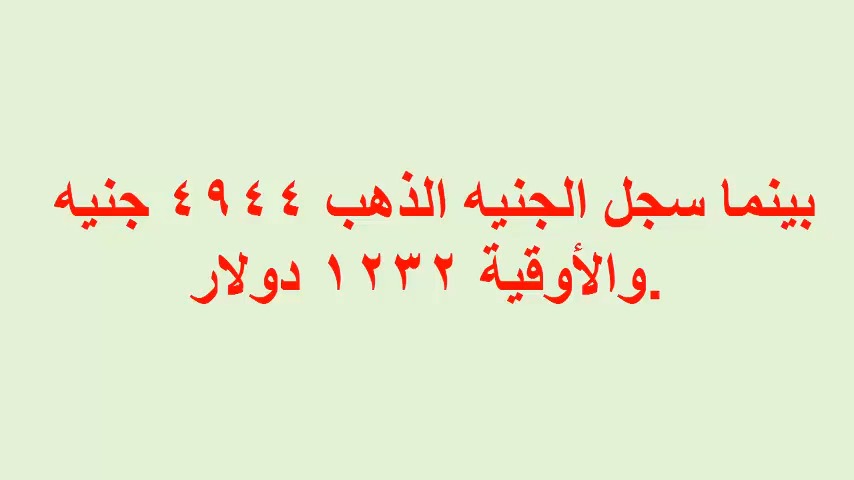 بينما سجل الجنيه الذهب ٤٩٤٤ جنيه
والأوقية ١٢٣٢ دولار.